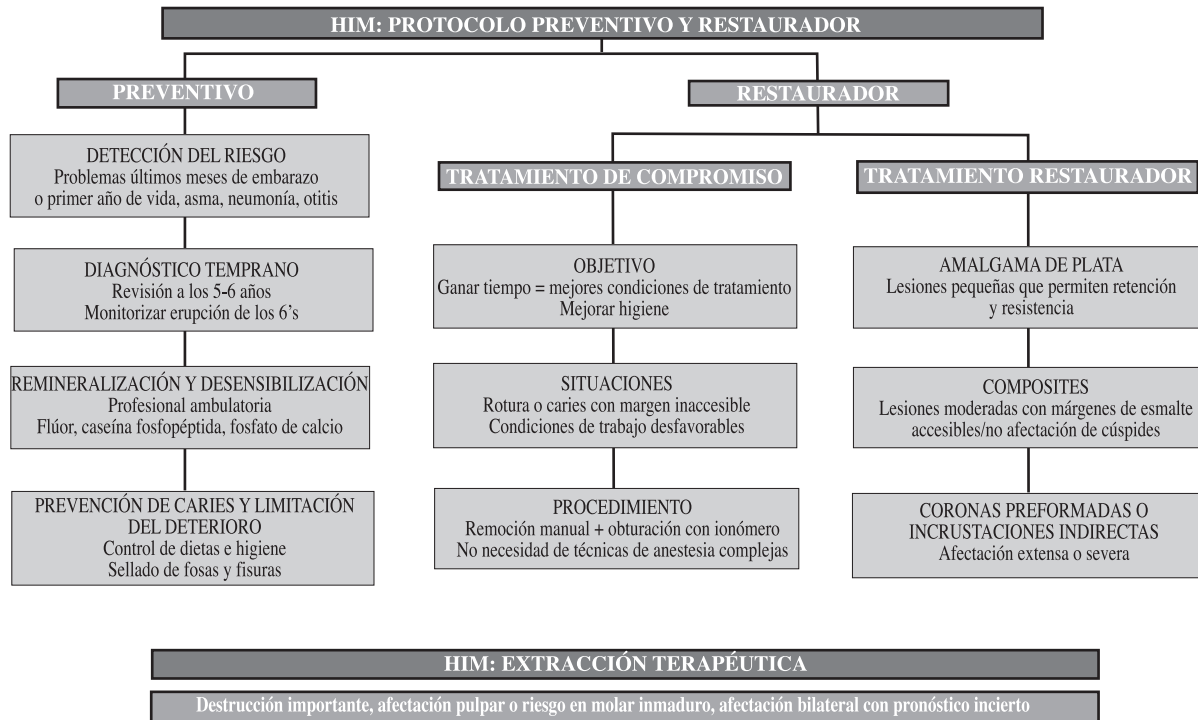 HIM: PROTOCOLO PREVENTIVO Y RESTAURADOR
PREVENTIVO
DETECCIÓN DEL RIESGO
Problemas últimos meses de embarazo
o primer año de vida, asma, neumonía, otitis
DIAGNÓSTICO TEMPRANO
Revisión a los 5-6 años
Monitorizar erupción de los 6's
REMINERALIZACIÓN Y DESENSIBILIZACIÓN
Profesional ambulatoria
Flúor, caseína fosfopéptida, fosfato de calcio
PREVENCIÓN DE CARIES Y LIMITACIÓN
DEL DETERIORO
Control de dietas e higiene
Sellado de fosas y fisuras
RESTAURADOR
TRATAMIENTO DE COMPROMISO
OBJETIVO
Ganar tiempo = mejores condiciones de tratamiento
Mejorar higiene
SITUACIONES
Rotura o caries con margen inaccesible
Condiciones de trabajo desfavorables
PROCEDIMIENTO
Remoción manual + obturación con ionómero
No necesidad de técnicas de anestesia complejas
TRATAMIENTO RESTAURADOR
AMALGAMA DE PLATA
Lesiones pequeñas que permiten retención
y resistencia
COMPOSITES
Lesiones moderadas con márgenes de esmalte
accesibles/no afectación de cúspides
CORONAS PREFORMADAS O
INCRUSTACIONES INDIRECTAS
Afectación extensa o severa
HIM: EXTRACCIÓN TERAPÉUTICA
Destrucción importante, afectación pulpar o riesgo en molar inmaduro, afectación bilateral con pronóstico incierto